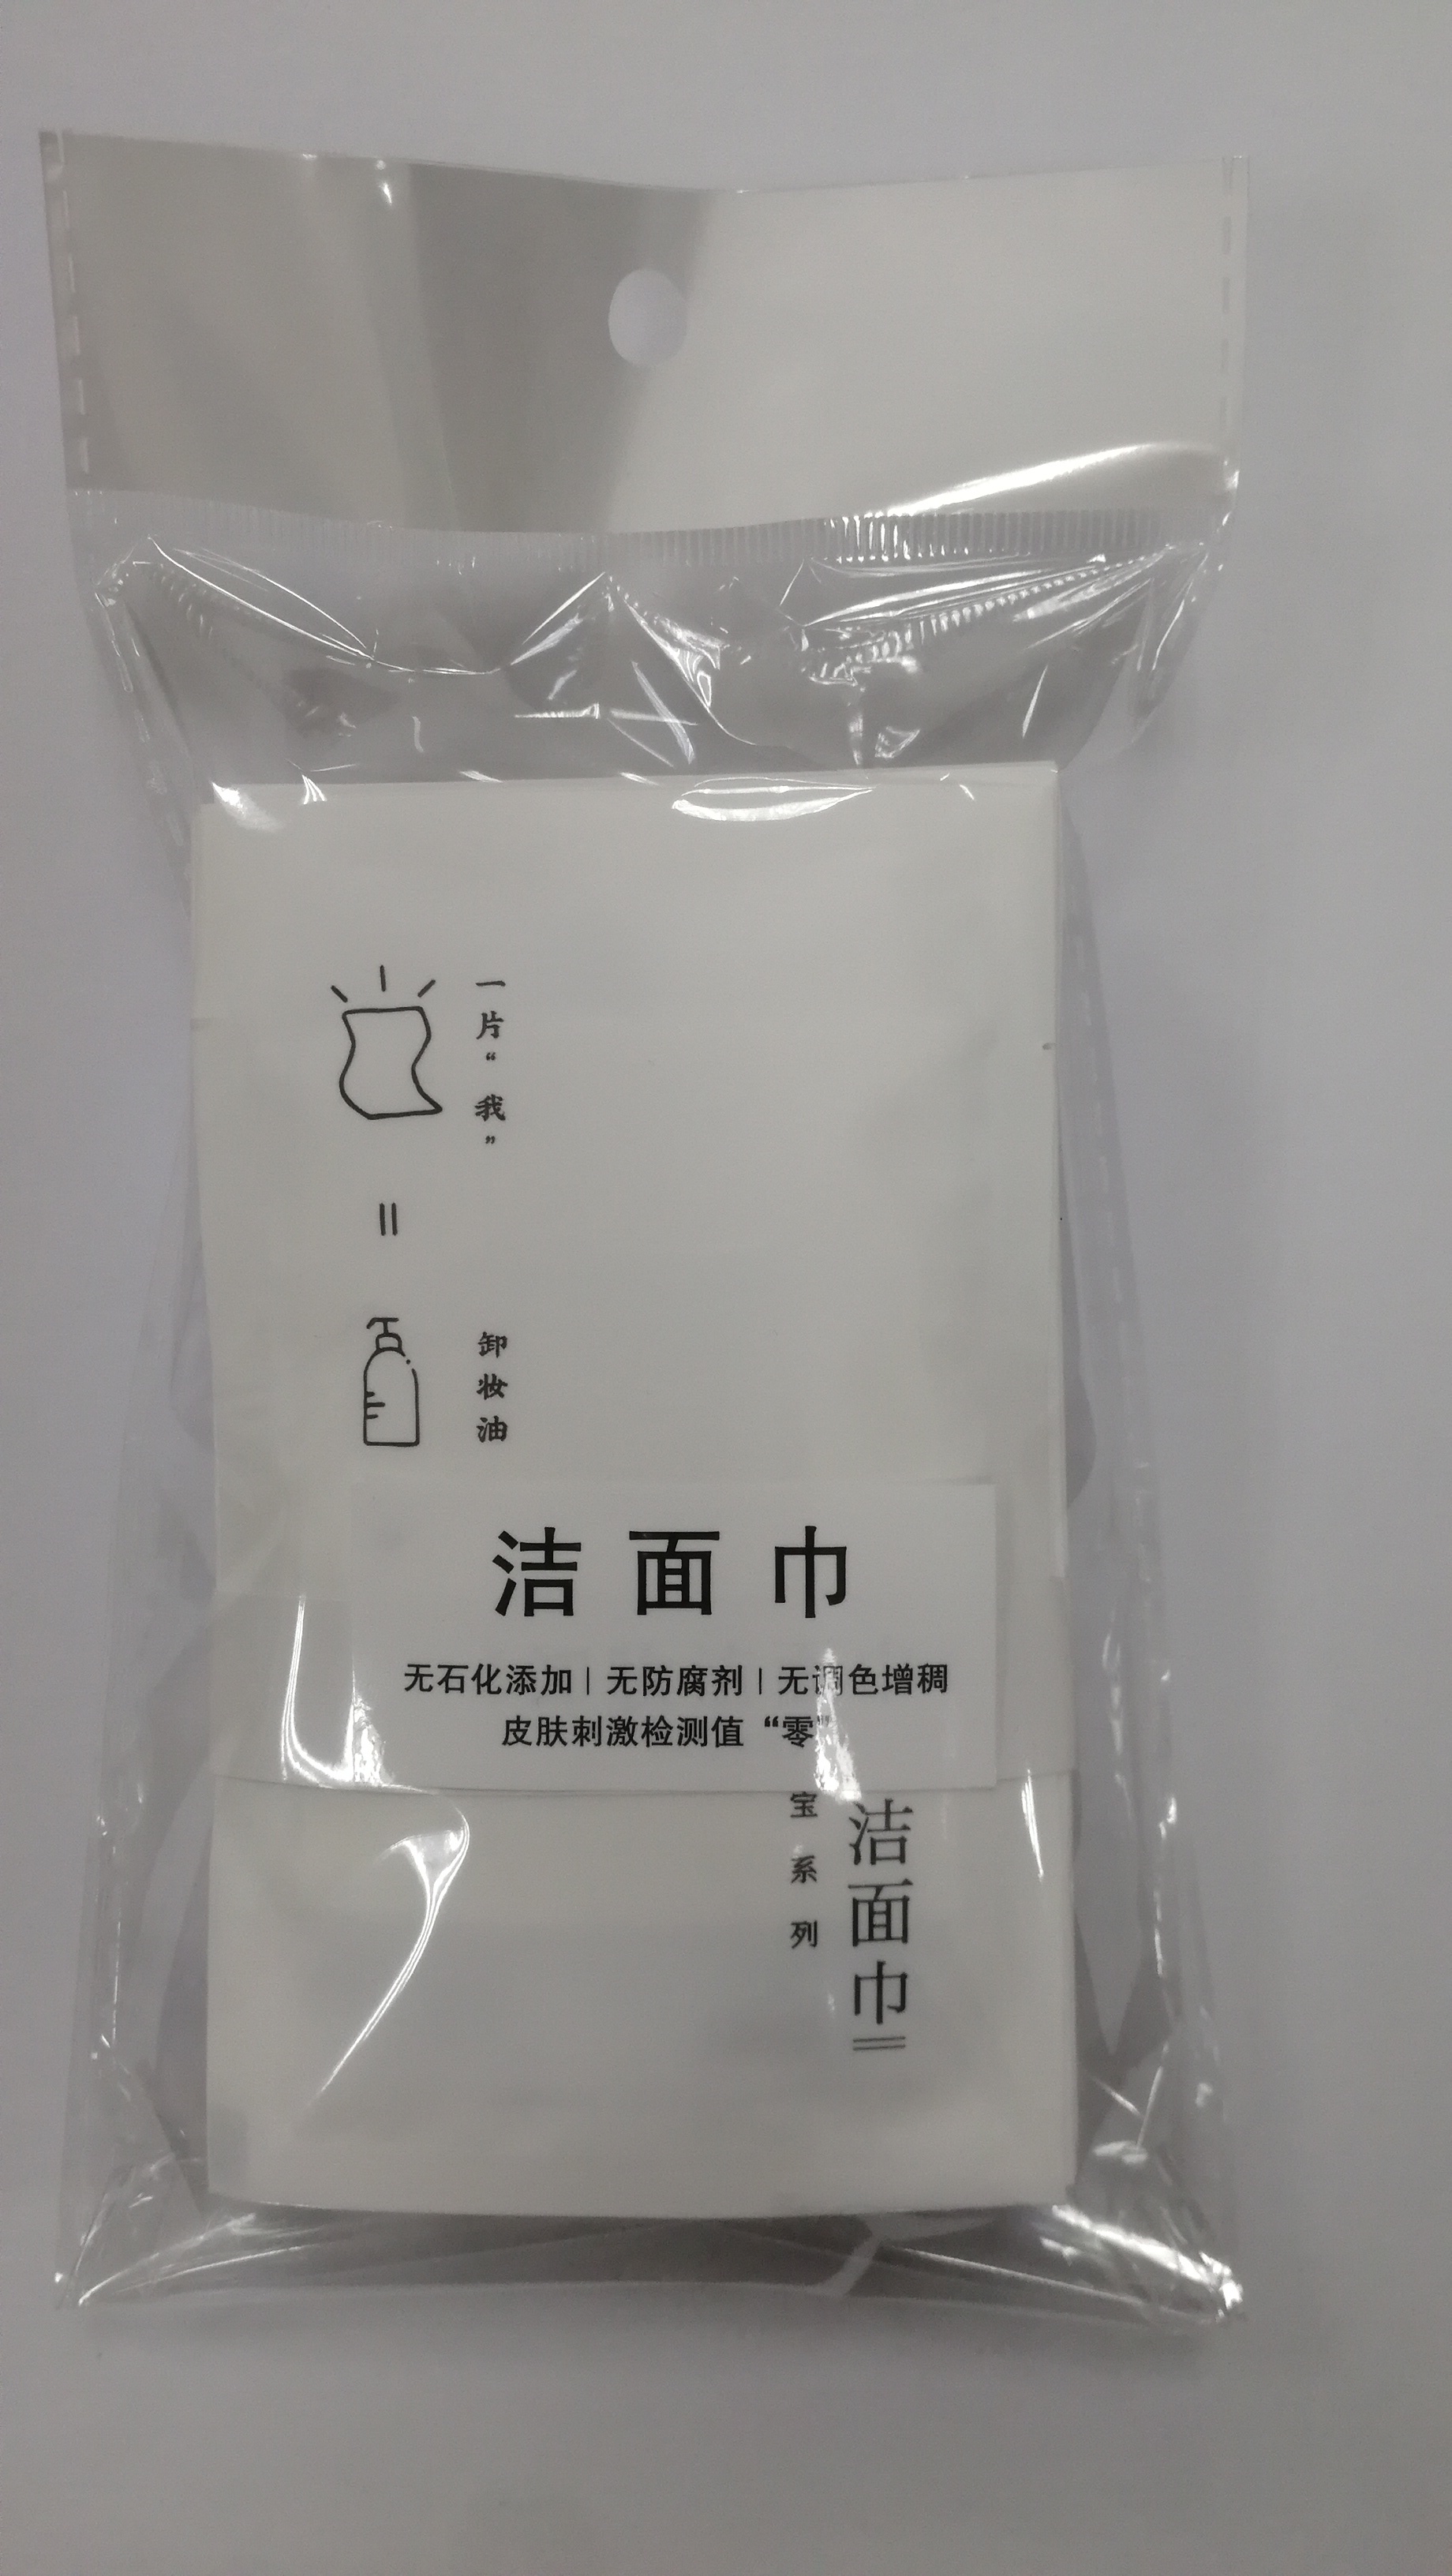 一片“我”
=
卸妆油
洁面巾
无石化添加|无防腐剂|无调色增稠
皮肤刺激检测值“零”
洁面巾
宝系列